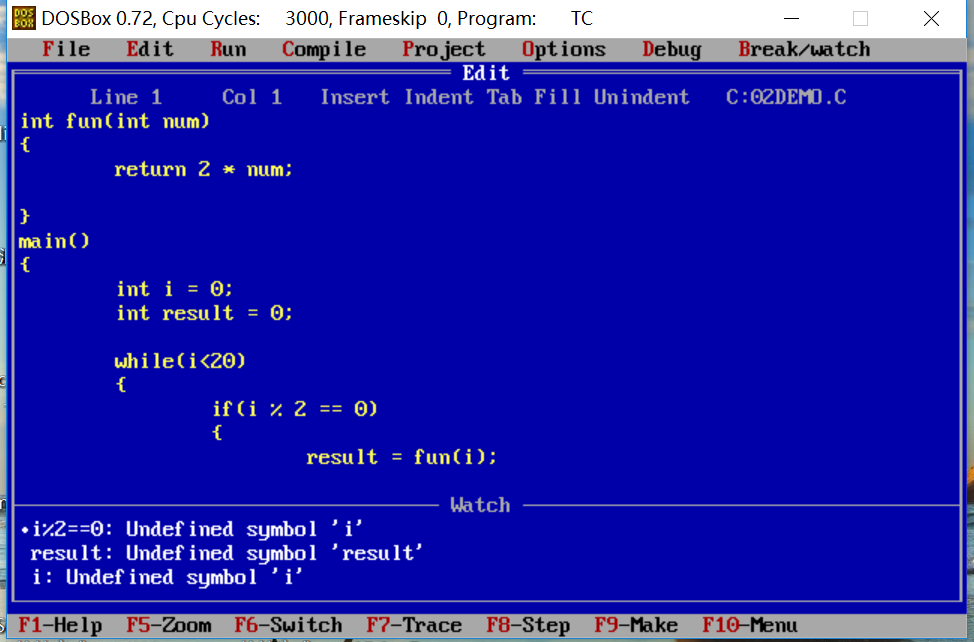 DOSBox 0.72, Cpu Cycles: 3000, Frameskip 0, Program: TC
File Edit Run Compile Project Options Debug Break/watch
Edit
Line 1 Col 1 Insert Indent Tab Fill Unindent C:02DEMO.C
int fun(int num)
{
return 2 * num;
}
main()
{
int i = 0;
int result = 0;
while(i<20)
{
if(i % 2 == 0)
{
result = fun(i);
Watch
•i%2==0: Undefined symbol 'i'
result: Undefined symbol 'result'
i: Undefined symbol 'i'
F1-Help F5-Zoom F6-Switch F7-Trace F8-Step F9-Make F10-Menu